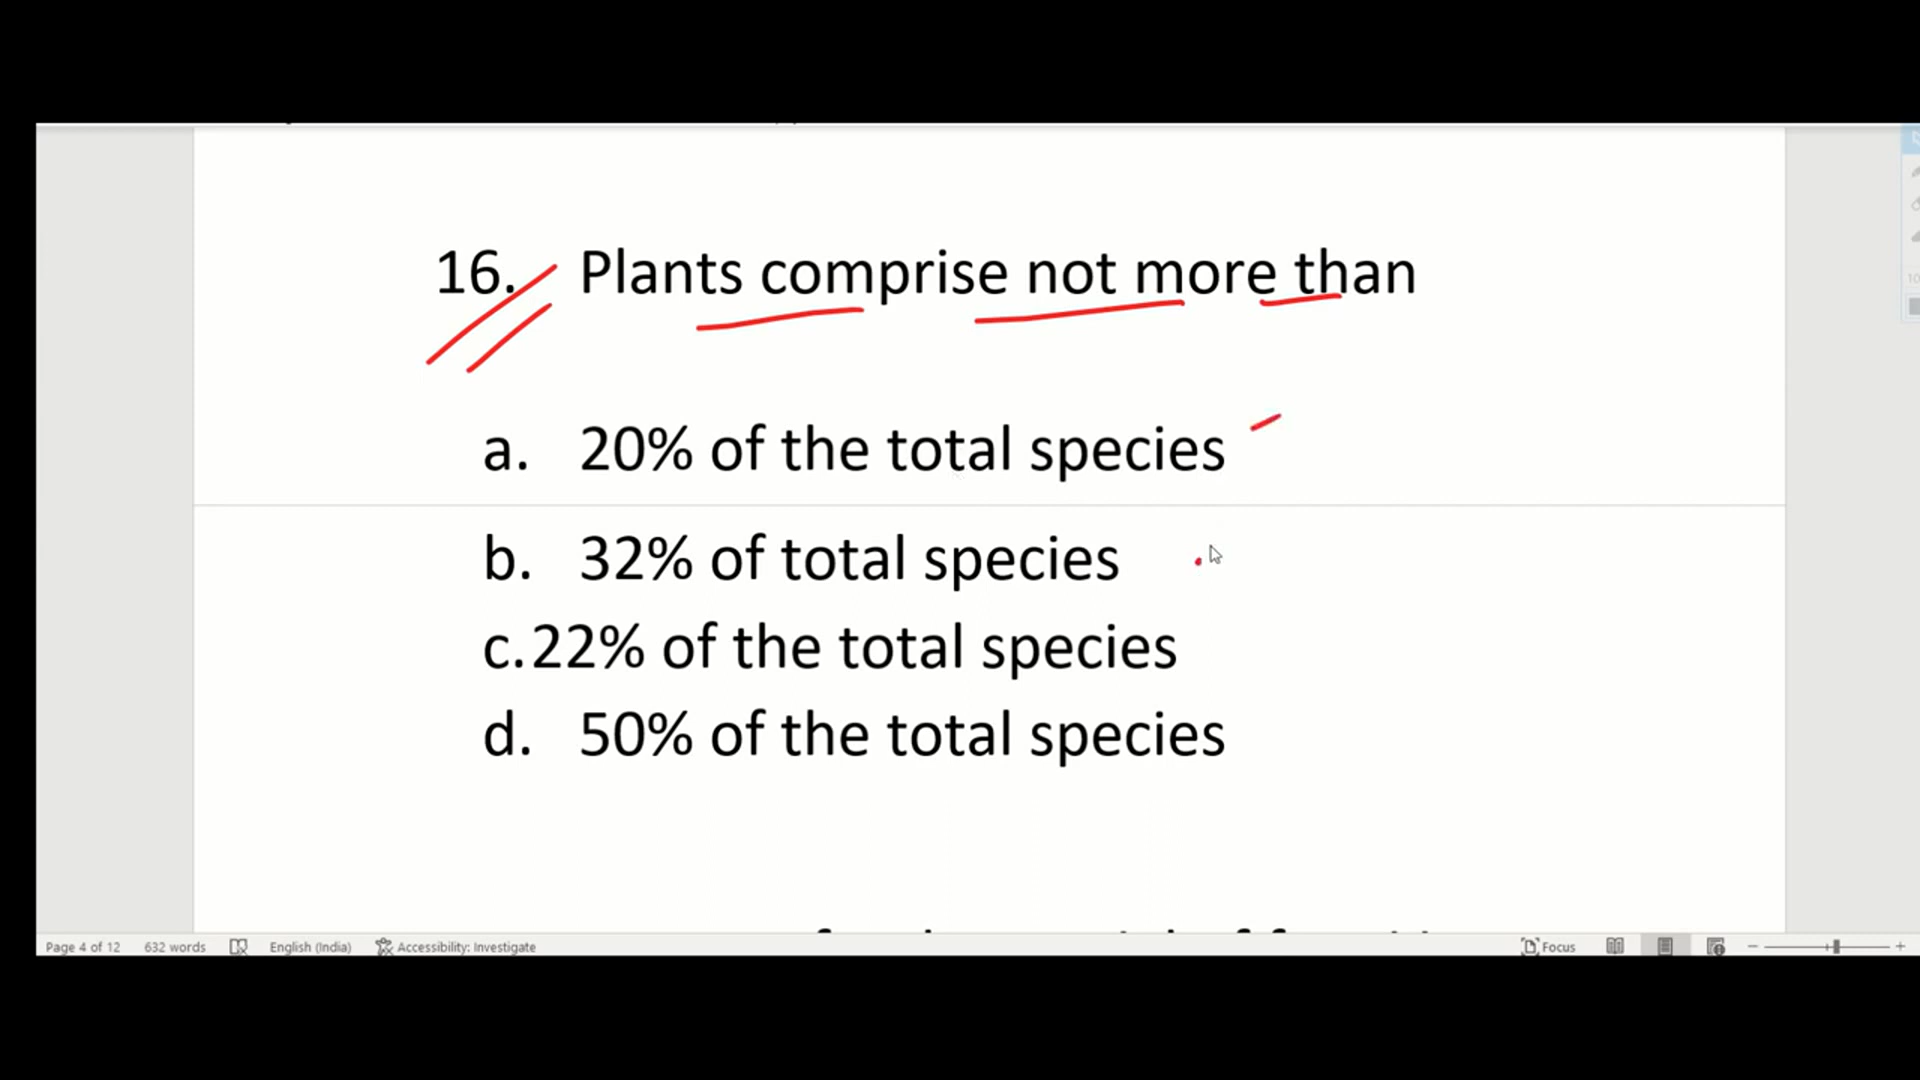 16. Plants comprise not more than
a. 20% of the total species
b. 32% of total species
c. 22% of the total species
d. 50% of the total species
Page 4 of 12 632 words English (India) Accessibility: Investigate Focus